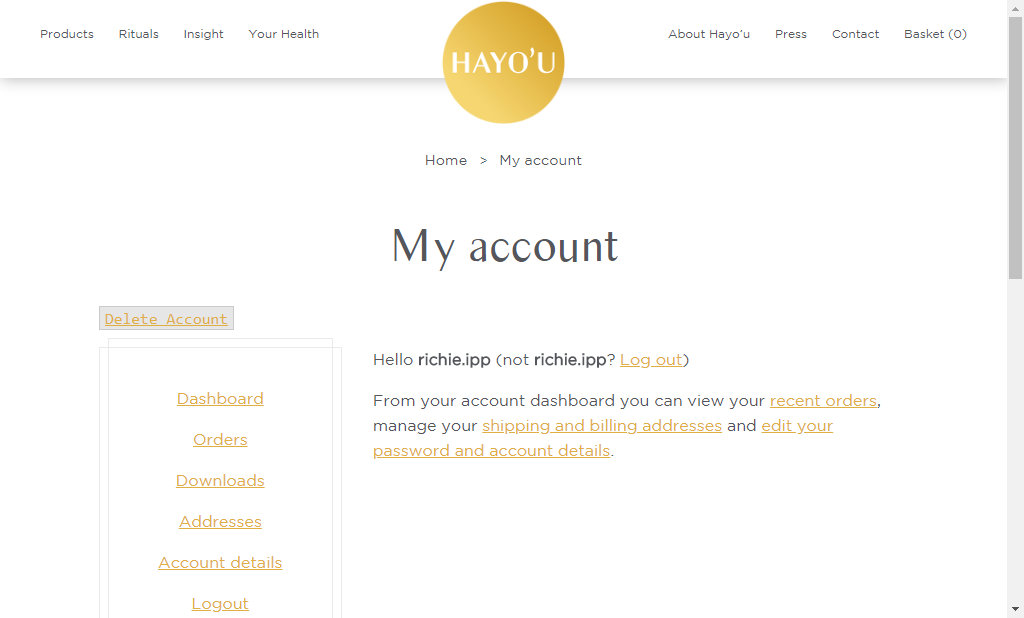 Products Rituals Insight Your Health HAYO’U About Hayo’u Press Contact Basket (0)
Home > My account
My account
Delete Account
Dashboard
Orders
Downloads
Addresses
Account details
Logout
Hello richie.ipp (not richie.ipp? Log out)
From your account dashboard you can view your recent orders,
manage your shipping and billing addresses and edit your
password and account details.